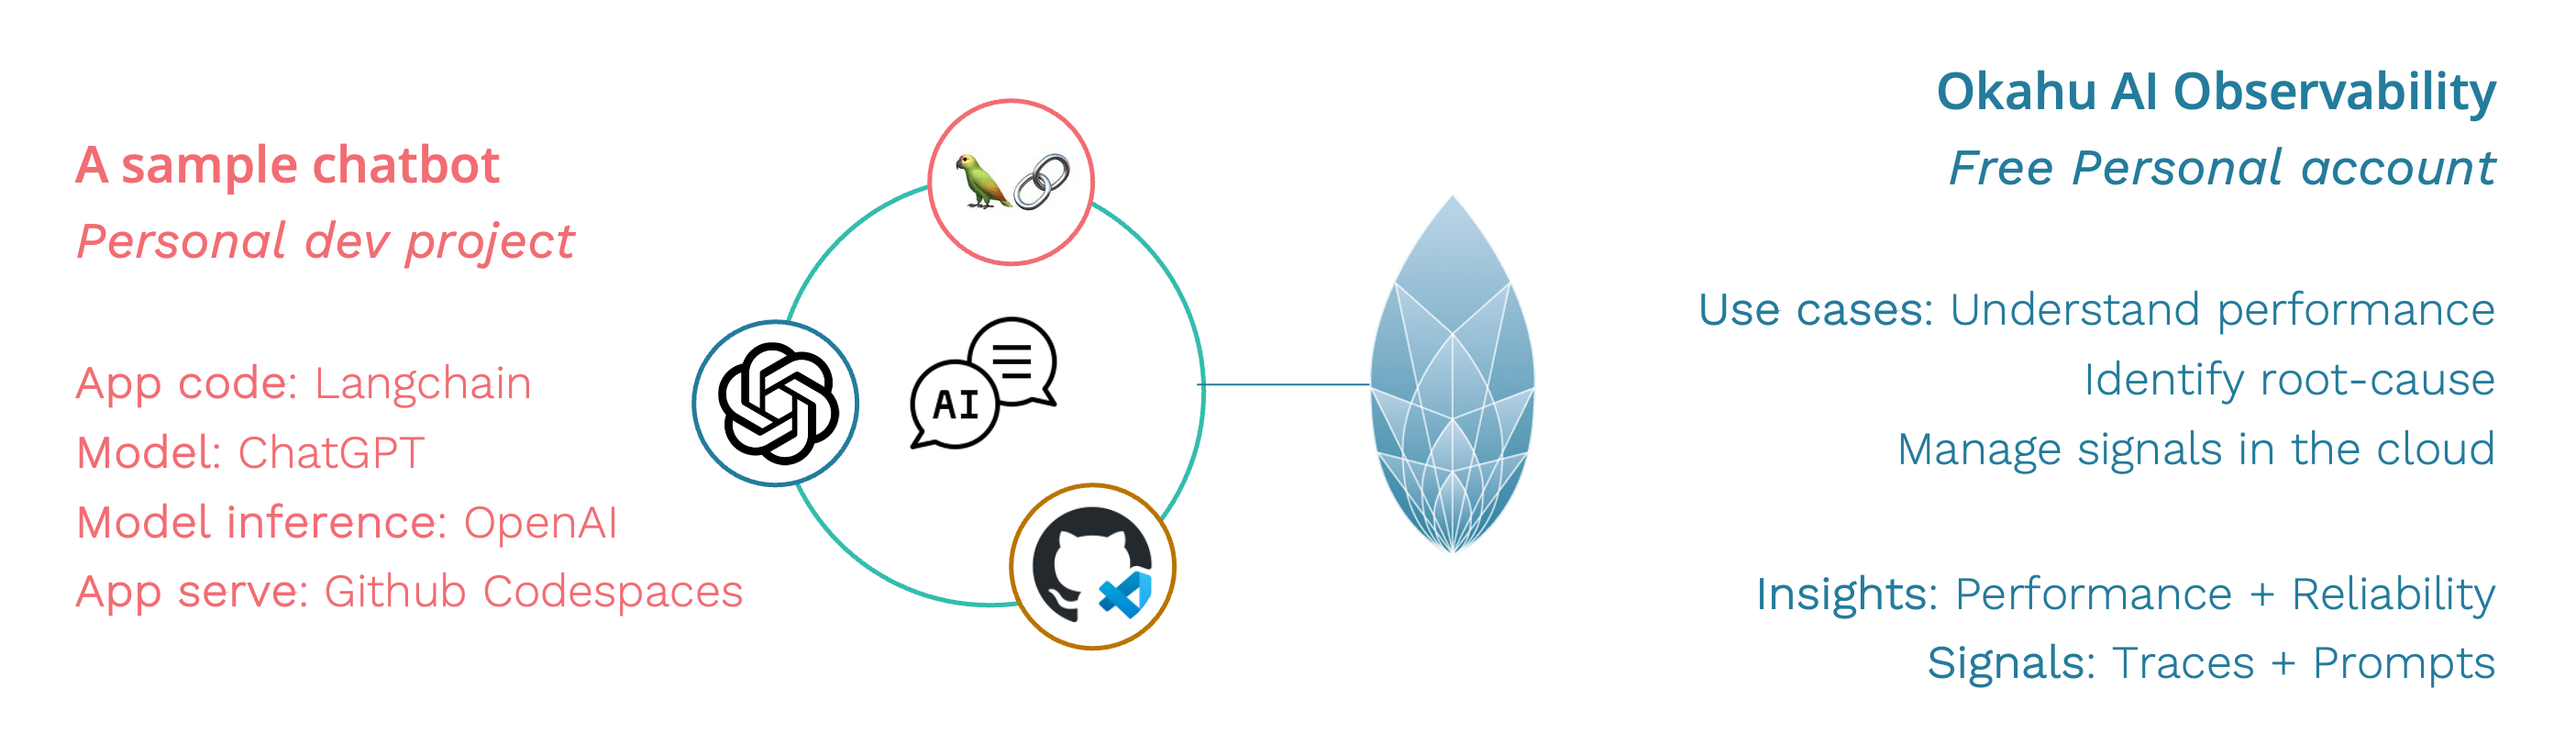 A sample chatbot
Personal dev project
App code: Langchain
Model: ChatGPT
Model inference: OpenAI
App serve: Github Codespaces
AI
Okahu AI Observability
Free Personal account
Use cases: Understand performance
Identify root-cause
Manage signals in the cloud
Insights: Performance + Reliability
Signals: Traces + Prompts